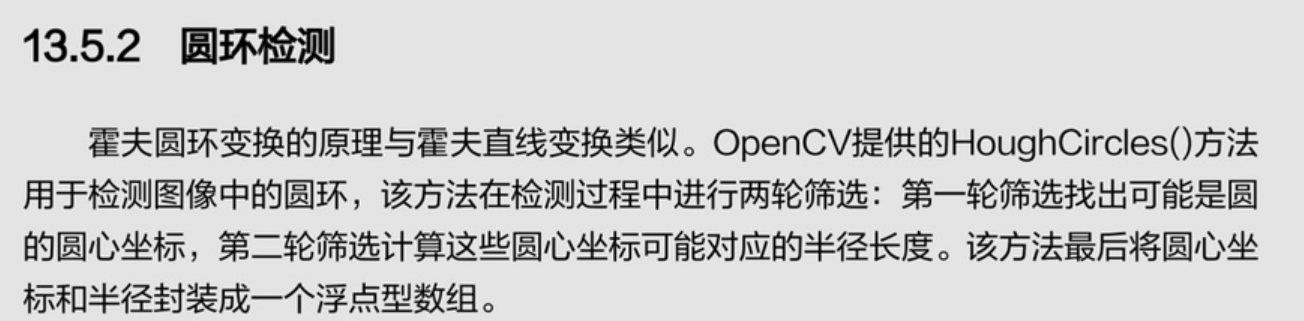 13.5.2 圆环检测
霍夫圆环变换的原理与霍夫直线变换类似。OpenCV提供的HoughCircles()方法
用于检测图像中的圆环，该方法在检测过程中进行两轮筛选：第一轮筛选找出可能是圆
的圆心坐标，第二轮筛选计算这些圆心坐标可能对应的半径长度。该方法最后将圆心坐
标和半径封装成一个浮点型数组。